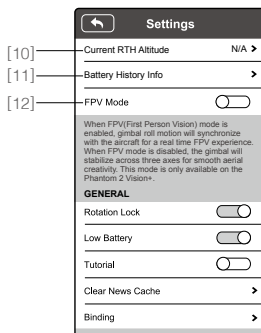 Settings
[10] Current RTH Altitude N/A >
[11] Battery History Info >
[12] FPV Mode
When FPV(First Person Vision) mode is
enabled, gimbal roll motion will synchronize
with the aircraft for a real time FPV experience.
When FPV mode is disabled, the gimbal will
stabilize across three axes for smooth aerial
creativity. This mode is only available on the
Phantom 2 Vision+.
GENERAL
Rotation Lock
Low Battery
Tutorial
Clear News Cache >
Binding >